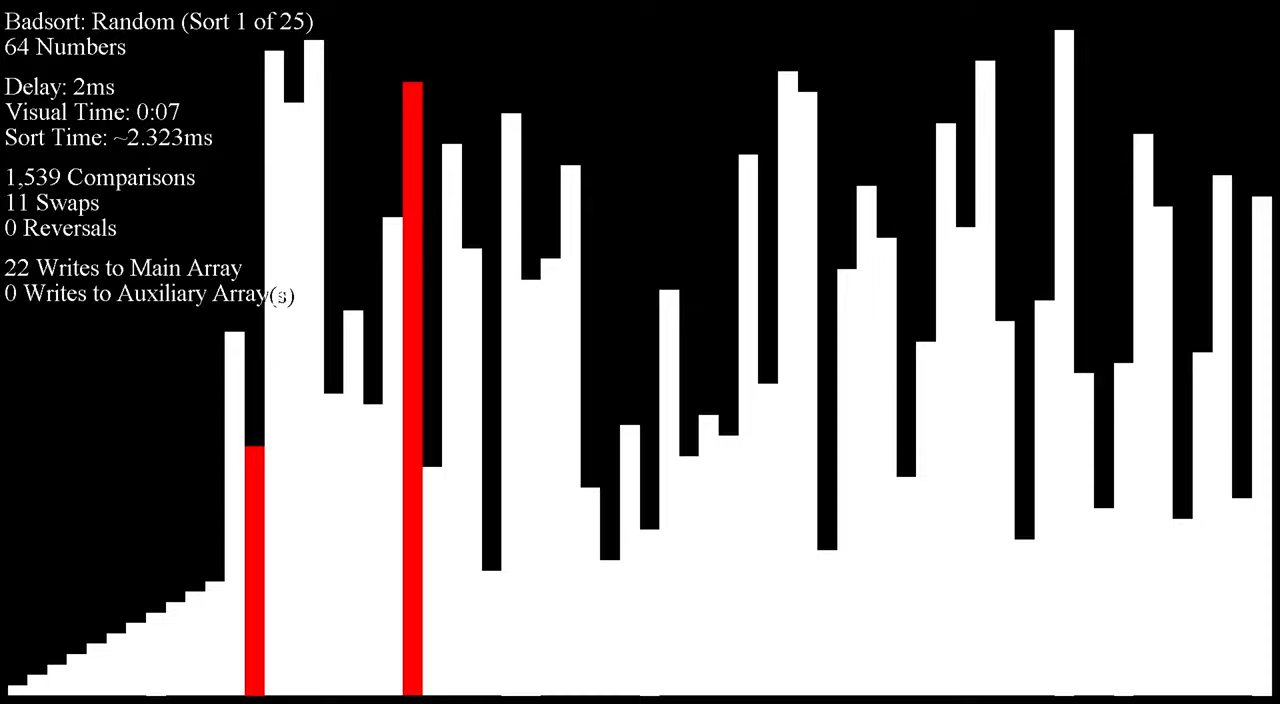 Badsort: Random (Sort 1 of 25)
64 Numbers
Delay: 2ms
Visual Time: 0:07
Sort Time: ~2.323ms
1,539 Comparisons
11 Swaps
0 Reversals
22 Writes to Main Array
0 Writes to Auxiliary Array(s)